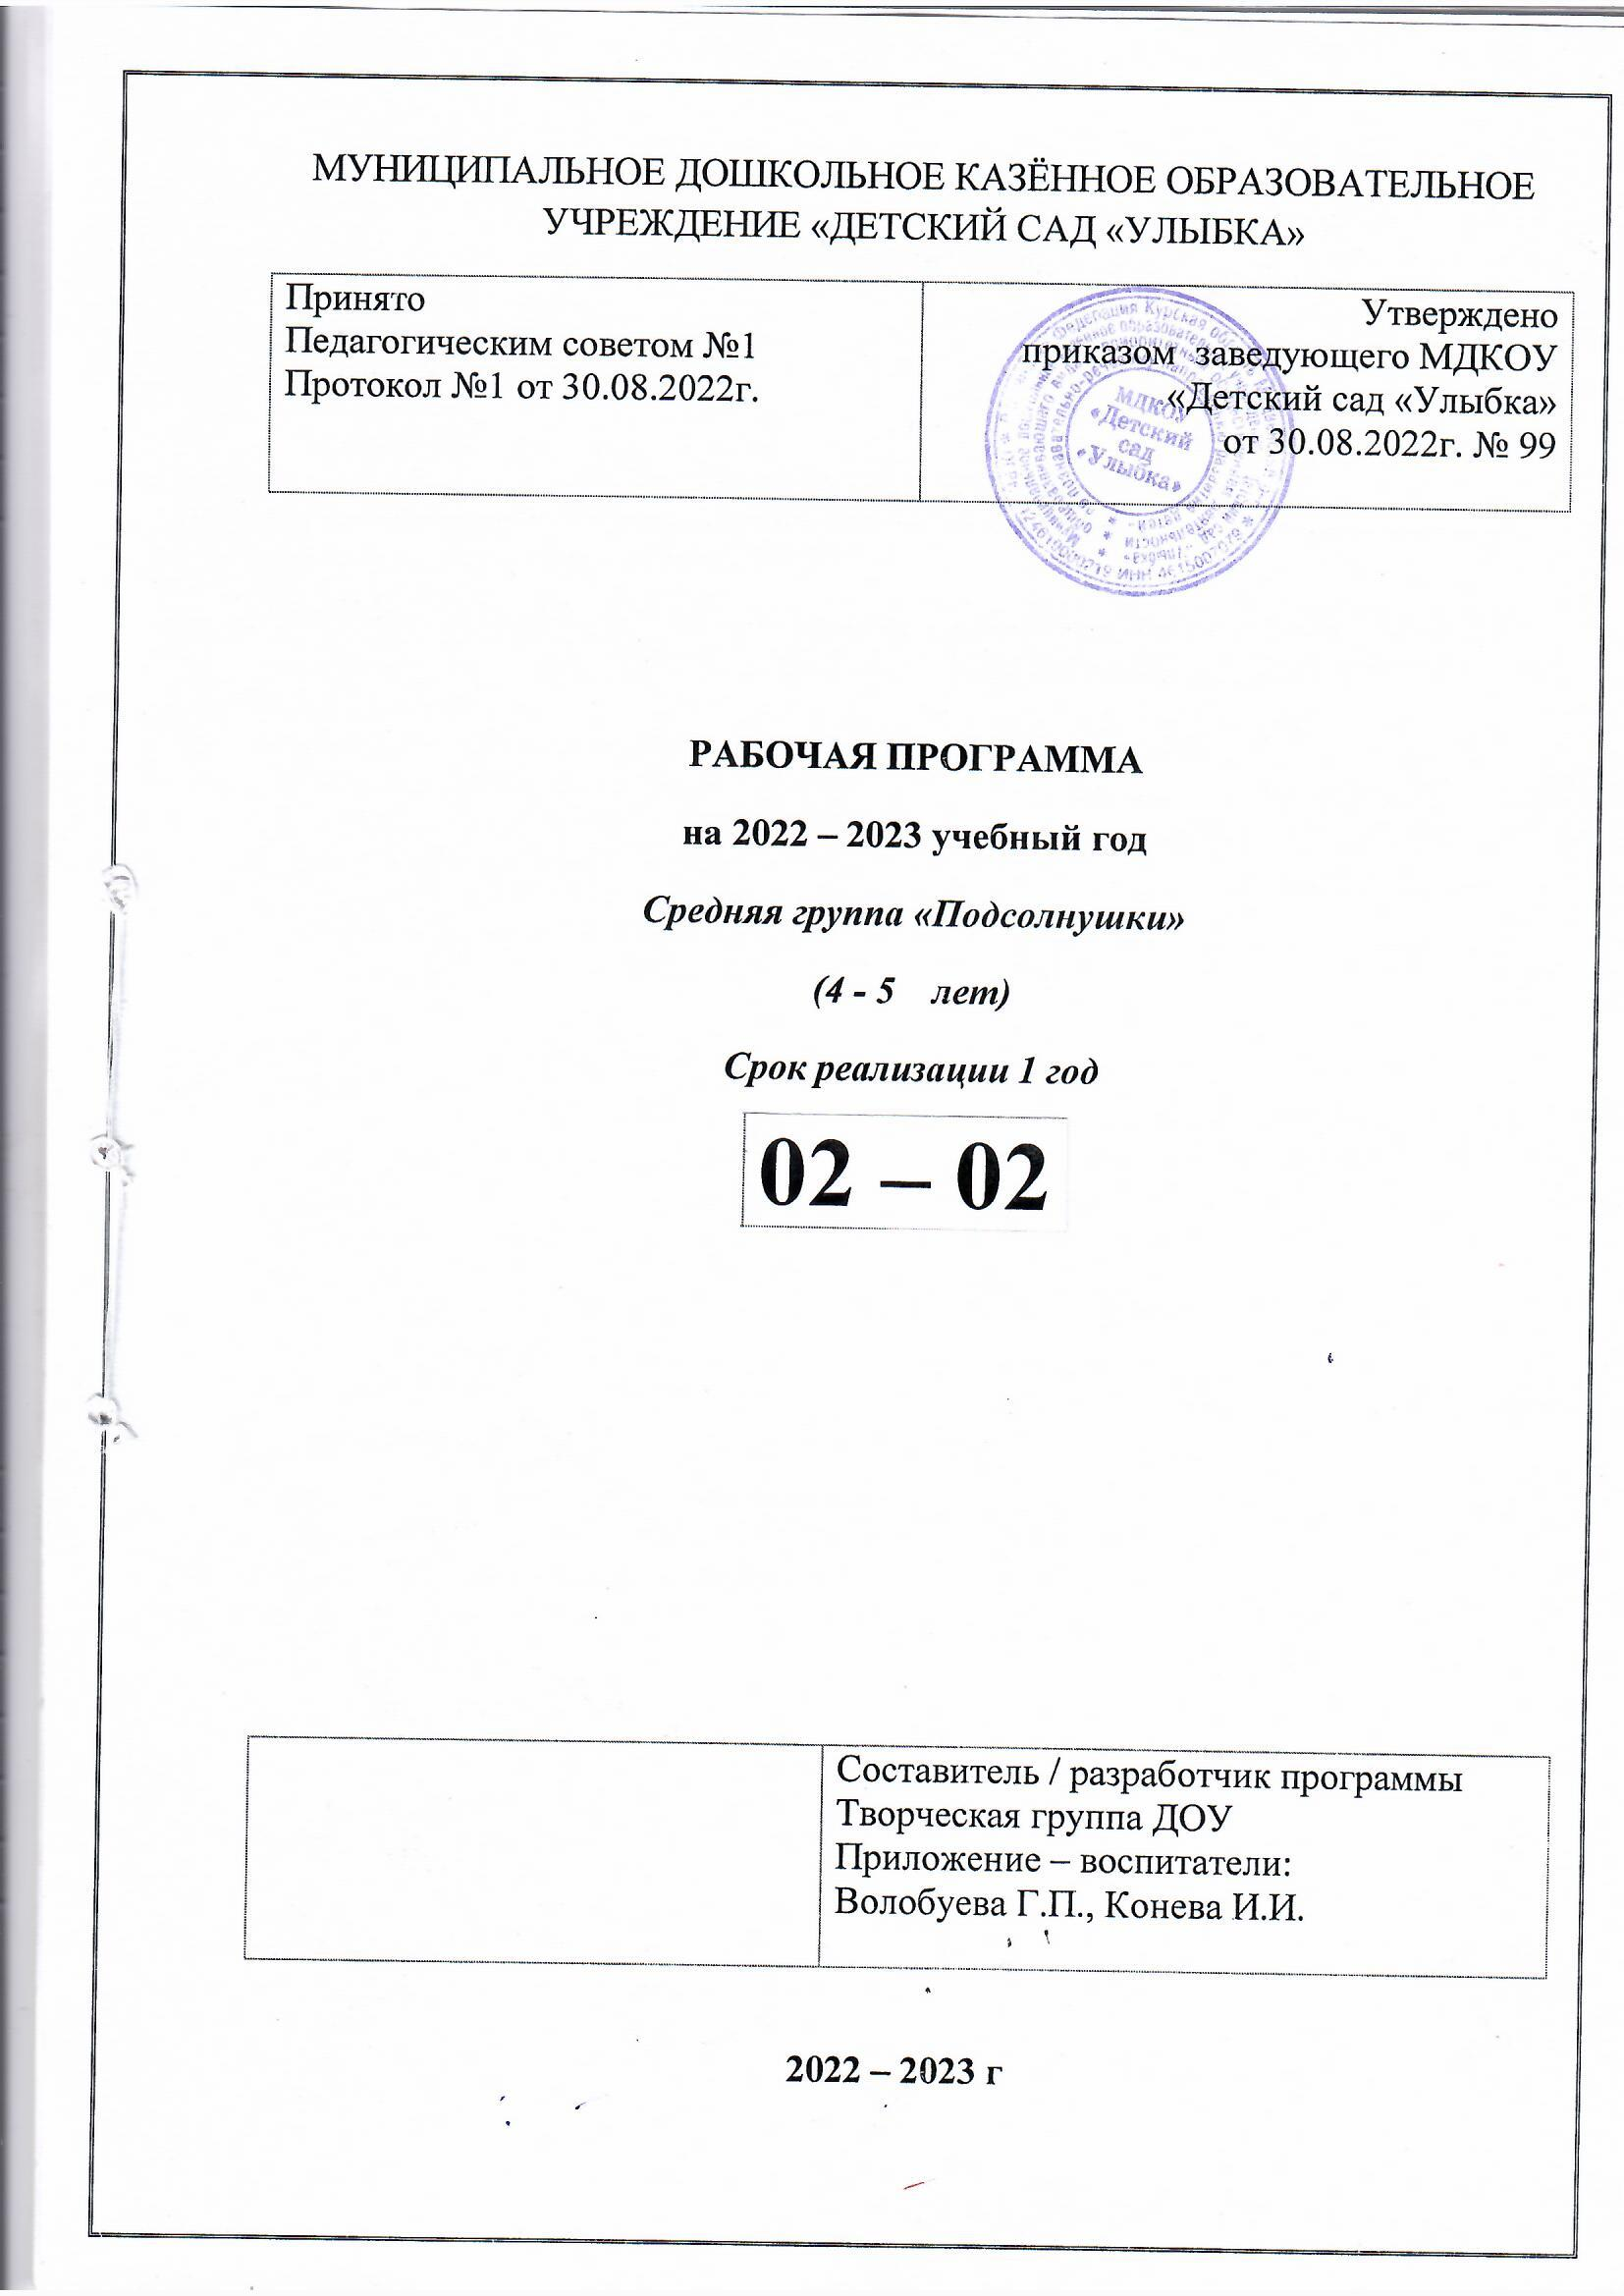 МУНИЦИПАЛЬНОЕ ДОШКОЛЬНОЕ КАЗЁННОЕ ОБРАЗОВАТЕЛЬНОЕ
УЧРЕЖДЕНИЕ «ДЕТСКИЙ САД «УЛЫБКА»
Принято
Педагогическим советом №1
Протокол №1 от 30.08.2022г.
Утверждено
приказом заведующего МДКОУ
«Детский сад «Улыбка»
от 30.08.2022г. № 99
МДКОУ
«Детский
сад
«Улыбка»
РАБОЧАЯ ПРОГРАММА
на 2022 – 2023 учебный год
Средняя группа «Подсолнушки»
(4 - 5 лет)
Срок реализации 1 год
02 – 02
Составитель / разработчик программы
Творческая группа ДОУ
Приложение – воспитатели:
Волобуева Г.П., Конева И.И.
2022 – 2023 г